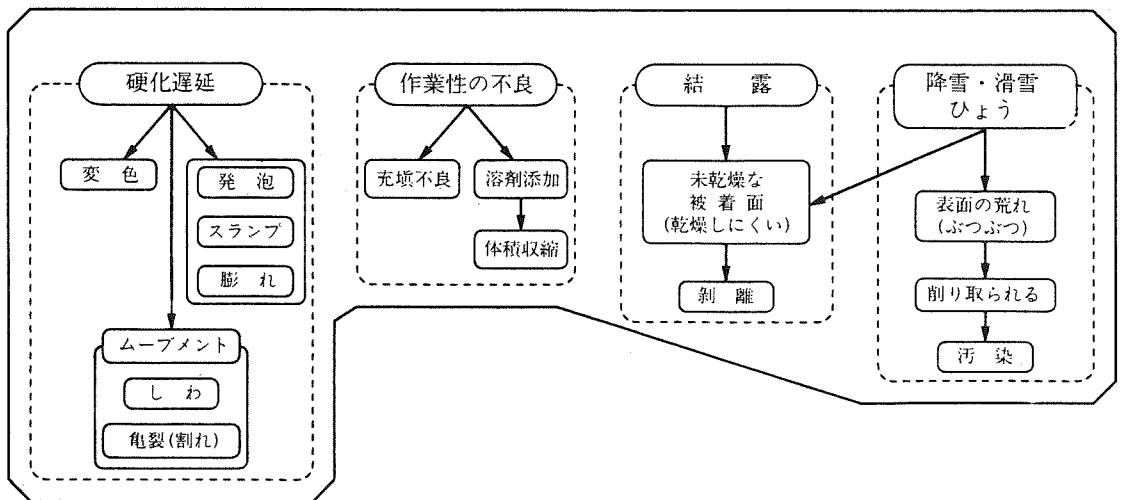 硬化遅延
変色
発泡
スランプ
膨れ
ムーブメント
しわ
亀裂(割れ)
作業性の不良
充塡不良
溶剤添加
体積収縮
結露
未乾燥な
被着面
(乾燥しにくい)
剝離
降雪・滑雪
ひょう
表面の荒れ
(ぶつぶつ)
削り取られる
汚染